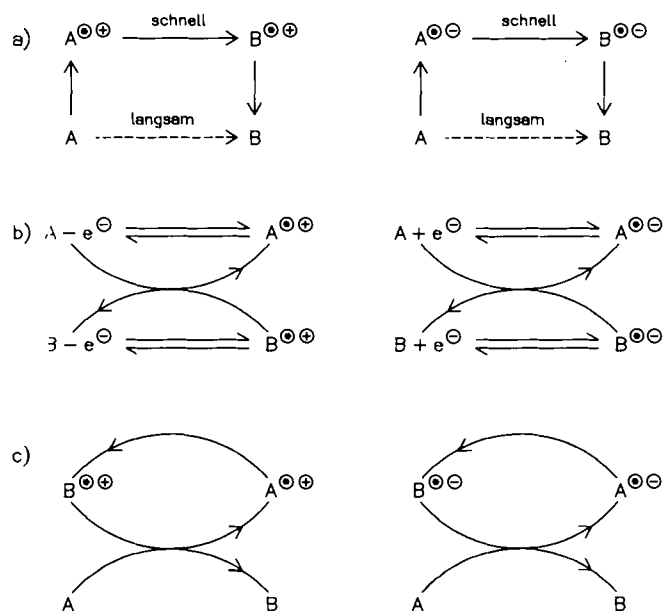 schnell schnell
a) A⊙⊕ B⊙⊕ A⊙⊖ B⊙⊖
langsam langsam
A B A B
b) A − e⊖ A⊙⊕ A + e⊖ A⊙⊖
B − e⊖ B⊙⊕ B + e⊖ B⊙⊖
c)
B⊙⊕ A⊙⊕ B⊙⊖ A⊙⊖
A B A B